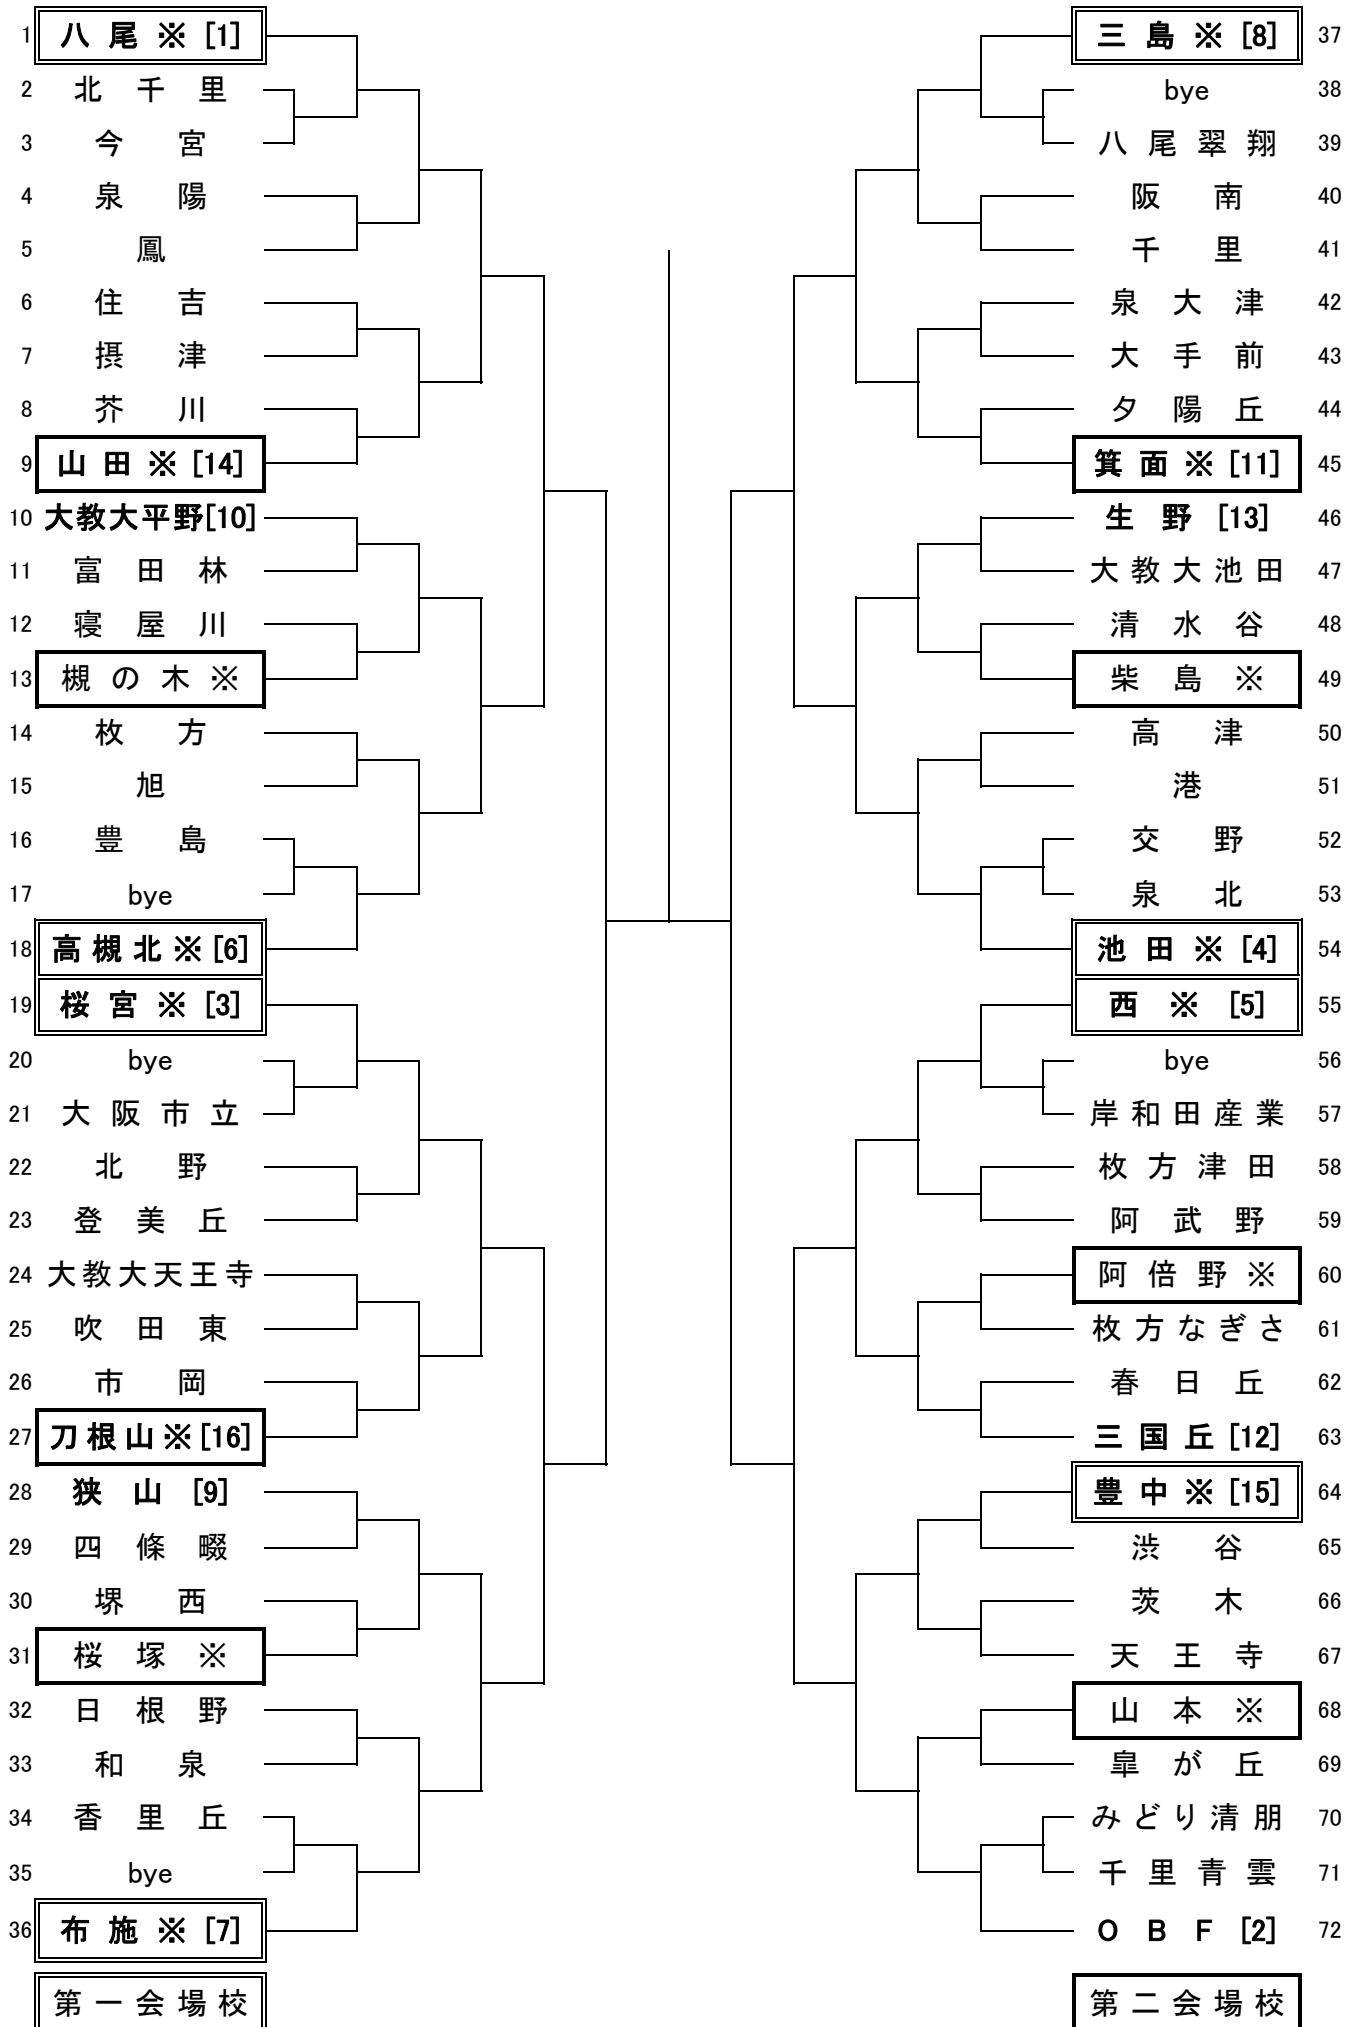 1 八尾※[1]
2 北千里
3 今宮
4 泉陽
5 鳳
6 住吉
7 摂津
8 芥川
9 山田※[14]
10 大教大平野[10]
11 富田林
12 寝屋川
13 槻の木※
14 枚方
15 旭
16 豊島
17 bye
18 高槻北※[6]
19 桜宮※[3]
20 bye
21 大阪市立
22 北野
23 登美丘
24 大教大天王寺
25 吹田東
26 市岡
27 刀根山※[16]
28 狭山[9]
29 四條畷
30 堺西
31 桜塚※
32 日根野
33 和泉
34 香里丘
35 bye
36 布施※[7]
第一会場校
三島※[8] 37
bye 38
八尾翠翔 39
阪南 40
千里 41
泉大津 42
大手前 43
夕陽丘 44
箕面※[11] 45
生野[13] 46
大教大池田 47
清水谷 48
柴島※ 49
高津 50
港 51
交野 52
泉北 53
池田※[4] 54
西※[5] 55
bye 56
岸和田産業 57
枚方津田 58
阿武野 59
阿倍野※ 60
枚方なぎさ 61
春日丘 62
三国丘[12] 63
豊中※[15] 64
渋谷 65
茨木 66
天王寺 67
山本※ 68
皐が丘 69
みどり清朋 70
千里青雲 71
OBF[2] 72
第二会場校